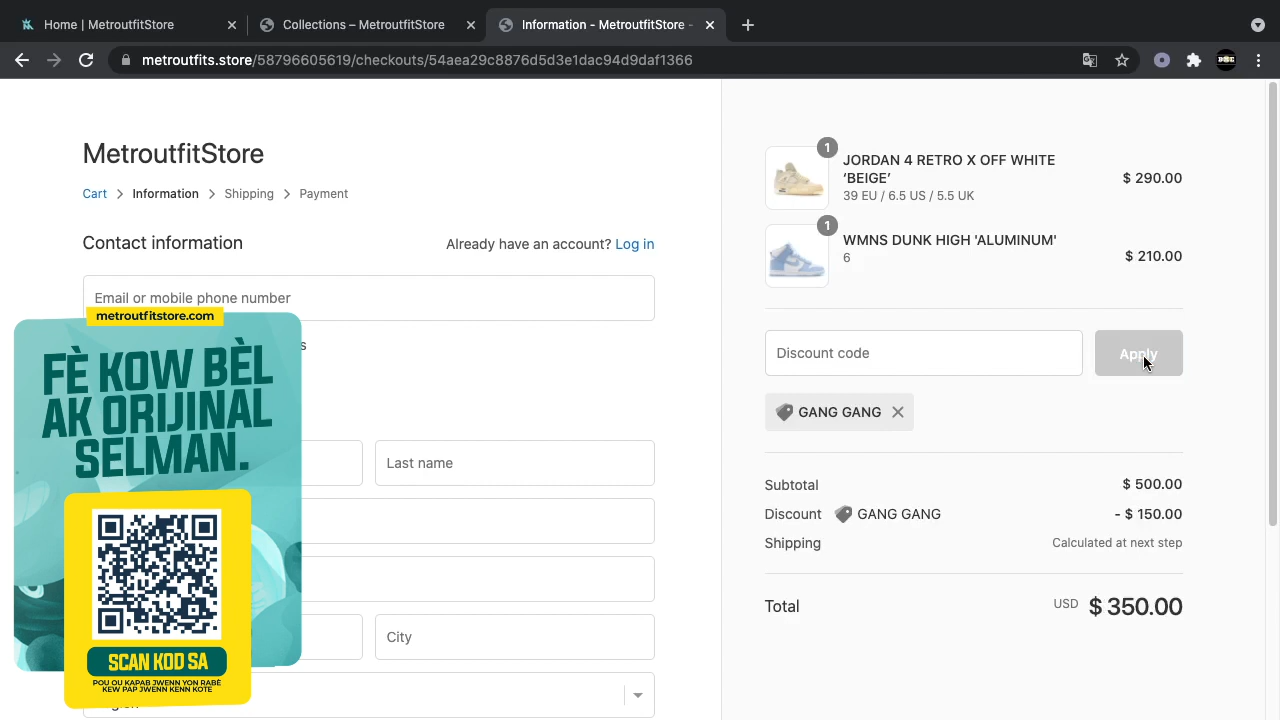 Home | MetroutfitStore
Collections – MetroutfitStore
Information - MetroutfitStore -
metroutfits.store/58796605619/checkouts/54aea29c8876d5d3e1dac94d9daf1366
MetroutfitStore
Cart > Information > Shipping > Payment
Contact information
Already have an account? Log in
Email or mobile phone number
Last name
City
metroutfitstore.com
FÈ KOW BÈL
AK ORIJINAL
SELMAN.
SCAN KOD SA
POU OU KAPAB JWENN YON RABÈ
KEW PAP JWENN KENN KOTE
1
JORDAN 4 RETRO X OFF WHITE
‘BEIGE’
39 EU / 6.5 US / 5.5 UK
$ 290.00
1
WMNS DUNK HIGH 'ALUMINUM'
6
$ 210.00
Discount code
Apply
GANG GANG
Subtotal $ 500.00
Discount GANG GANG - $ 150.00
Shipping Calculated at next step
Total USD $ 350.00